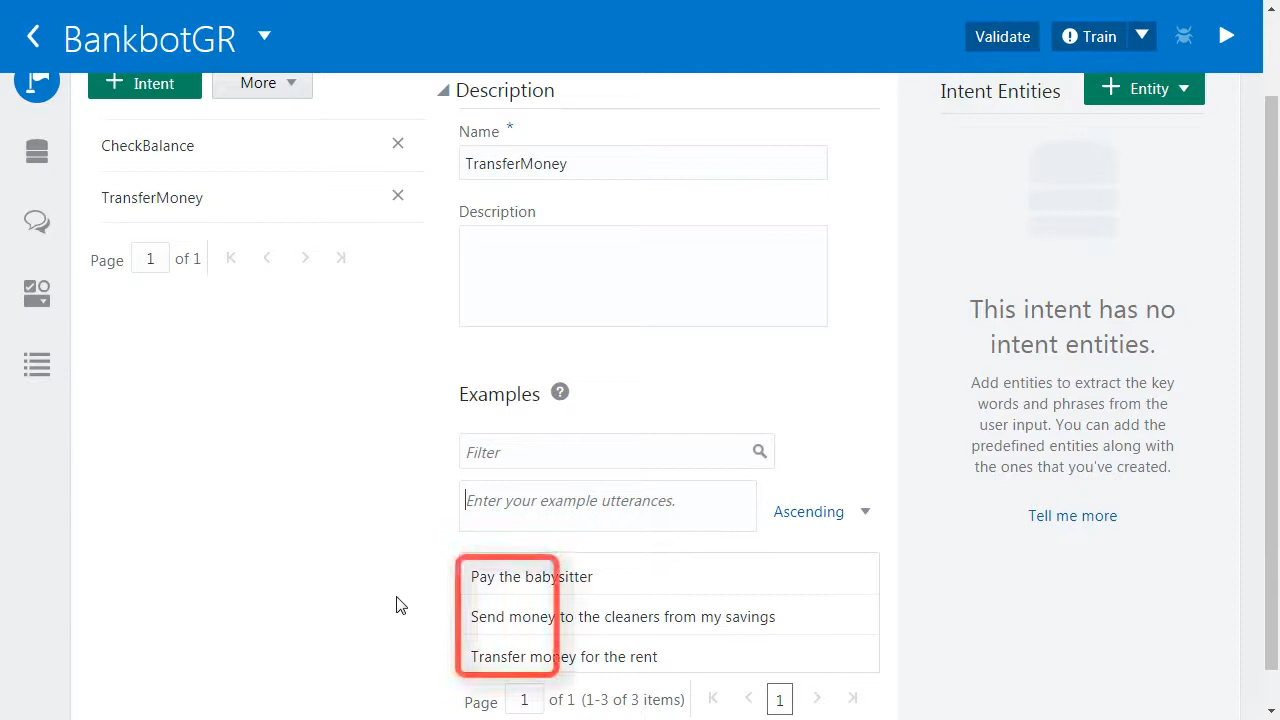 BankbotGR
Validate
Train
Intent
More
CheckBalance
TransferMoney
Page 1 of 1
Description
Name *
TransferMoney
Description
Examples ?
Filter
Enter your example utterances.
Ascending
Pay the babysitter
Send money to the cleaners from my savings
Transfer money for the rent
Page 1 of 1 (1-3 of 3 items) 1
Intent Entities
Entity
This intent has no
intent entities.
Add entities to extract the key
words and phrases from the
user input. You can add the
predefined entities along with
the ones that you've created.
Tell me more